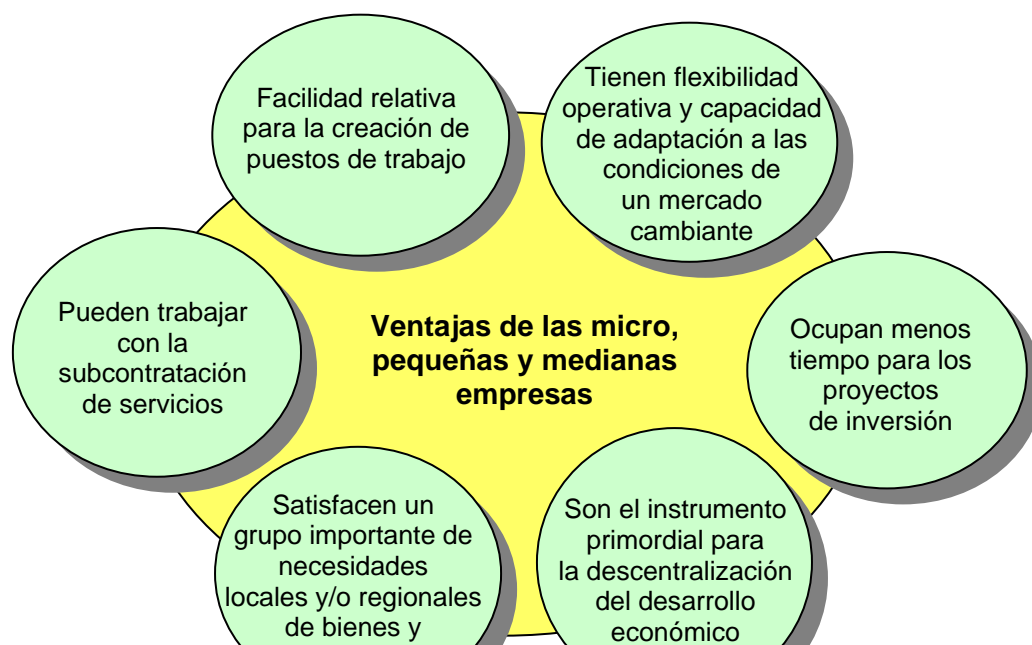 Facilidad relativa
para la creación de
puestos de trabajo
Tienen flexibilidad
operativa y capacidad
de adaptación a las
condiciones de
un mercado
cambiante
Pueden trabajar
con la
subcontratación
de servicios
Ventajas de las micro,
pequeñas y medianas
empresas
Ocupan menos
tiempo para los
proyectos
de inversión
Satisfacen un
grupo importante de
necesidades
locales y/o regionales
de bienes y
Son el instrumento
primordial para
la descentralización
del desarrollo
económico